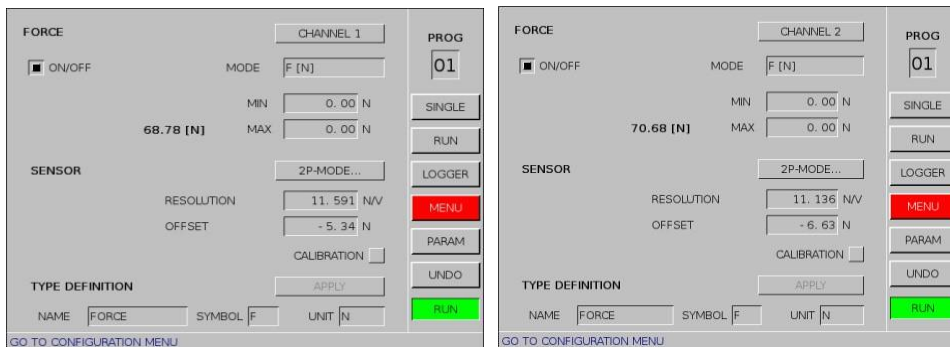 FORCE CHANNEL 1 PROG
ON/OFF MODE F [N] 01
MIN 0. 00 N SINGLE
68.78 [N] MAX 0. 00 N RUN
SENSOR 2P-MODE... LOGGER
RESOLUTION 11. 591 N/V MENU
OFFSET - 5. 34 N PARAM
CALIBRATION
TYPE DEFINITION APPLY UNDO
NAME FORCE SYMBOL F UNIT N RUN
GO TO CONFIGURATION MENU
FORCE CHANNEL 2 PROG
ON/OFF MODE F [N] 01
MIN 0. 00 N SINGLE
70.68 [N] MAX 0. 00 N RUN
SENSOR 2P-MODE... LOGGER
RESOLUTION 11. 136 N/V MENU
OFFSET - 6. 63 N PARAM
CALIBRATION
TYPE DEFINITION APPLY UNDO
NAME FORCE SYMBOL F UNIT N RUN
GO TO CONFIGURATION MENU